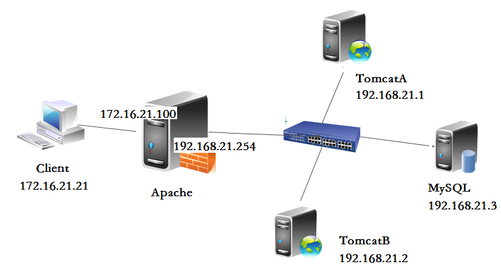 TomcatA
192.168.21.1
172.16.21.100
192.168.21.254
Client
172.16.21.21
Apache
MySQL
192.168.21.3
TomcatB
192.168.21.2